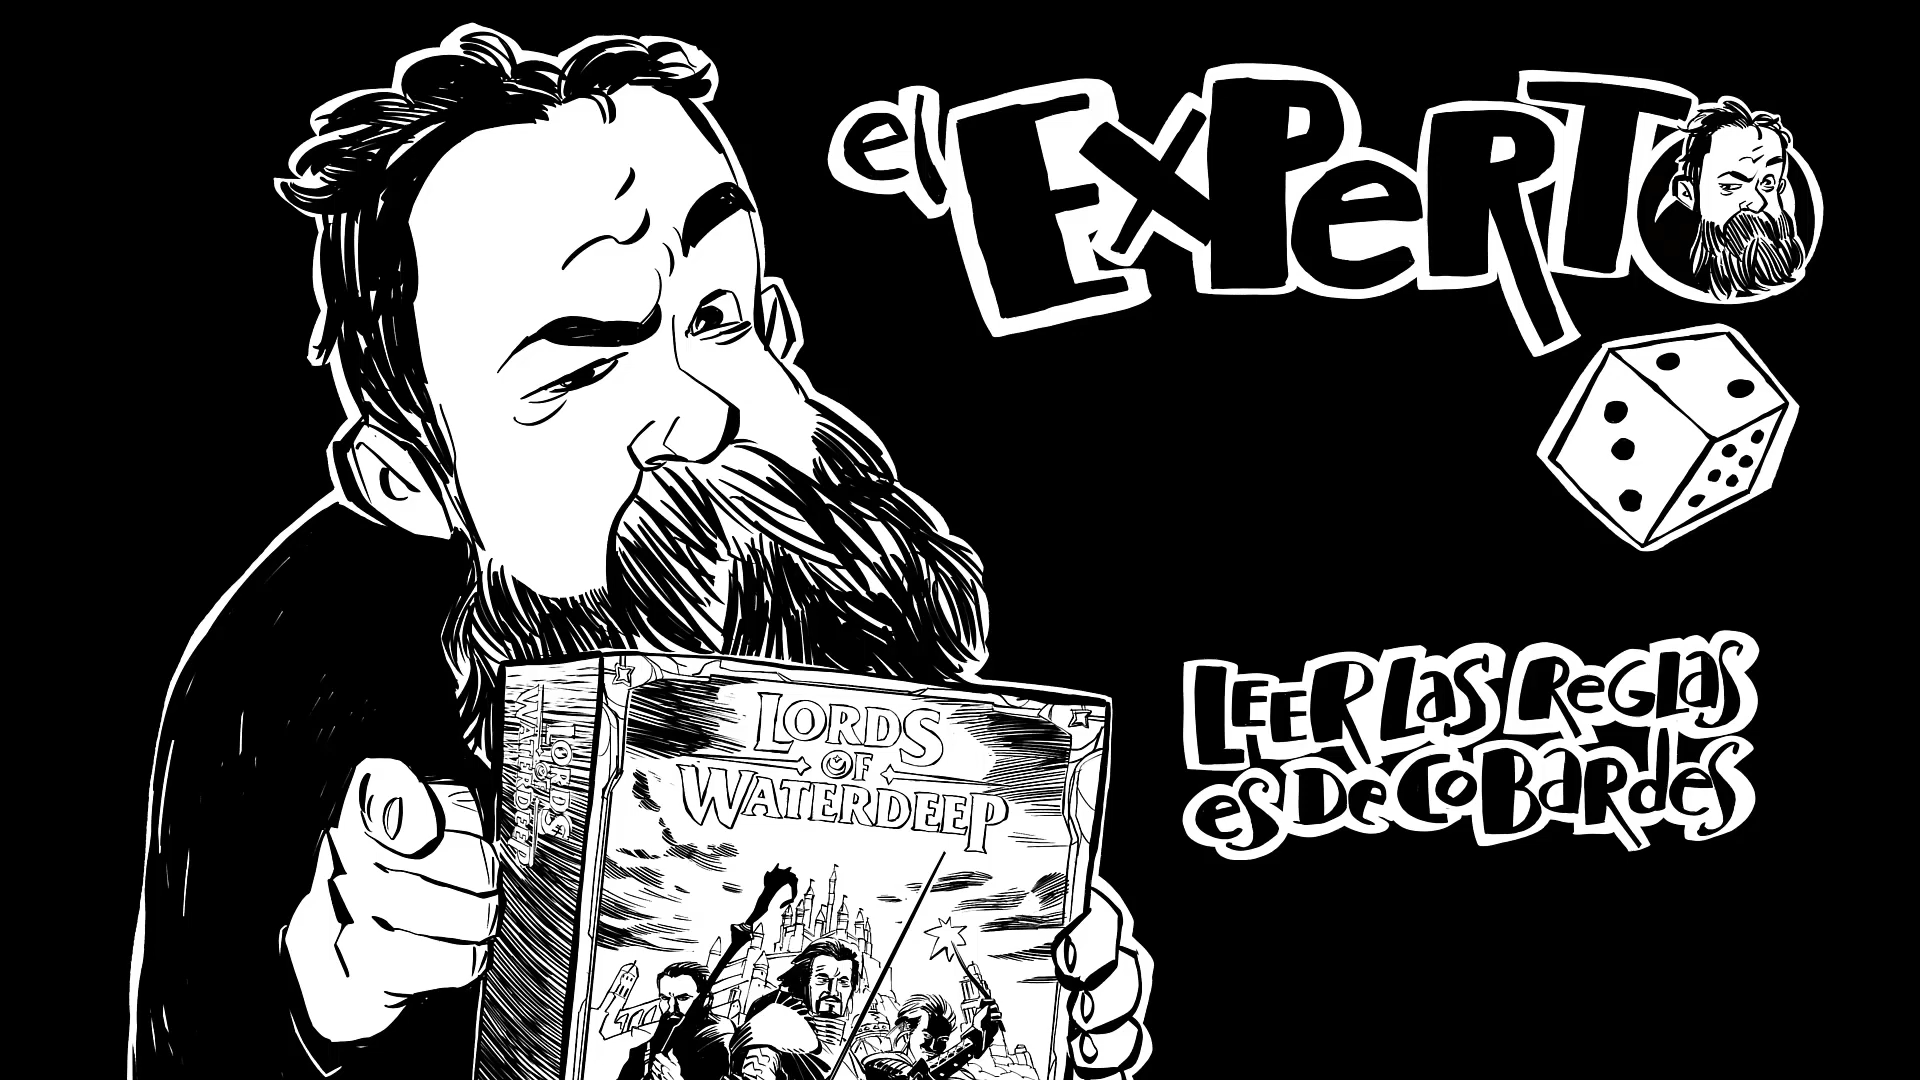 el EXPERTO
LEER LaS ReGLaS
eS De CoBaRdeS
LORDS
OF
WATERDEEP
LORDS
OF
WATERDEEP